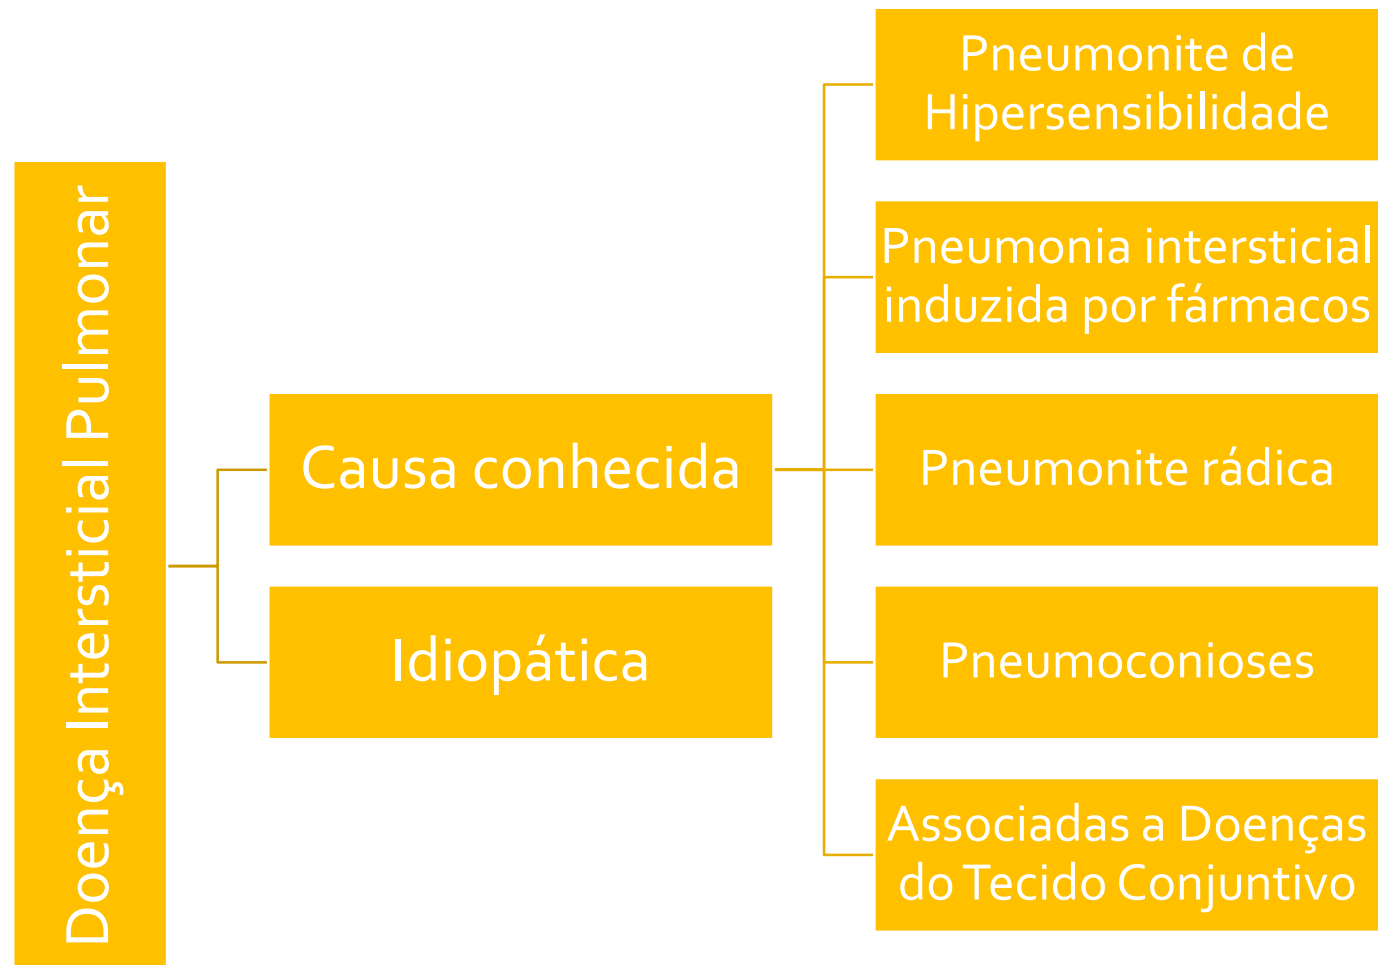 Doença Intersticial Pulmonar
Causa conhecida
Idiopática
Pneumonite de
Hipersensibilidade
Pneumonia intersticial
induzida por fármacos
Pneumonite rádica
Pneumoconioses
Associadas a Doenças
do Tecido Conjuntivo